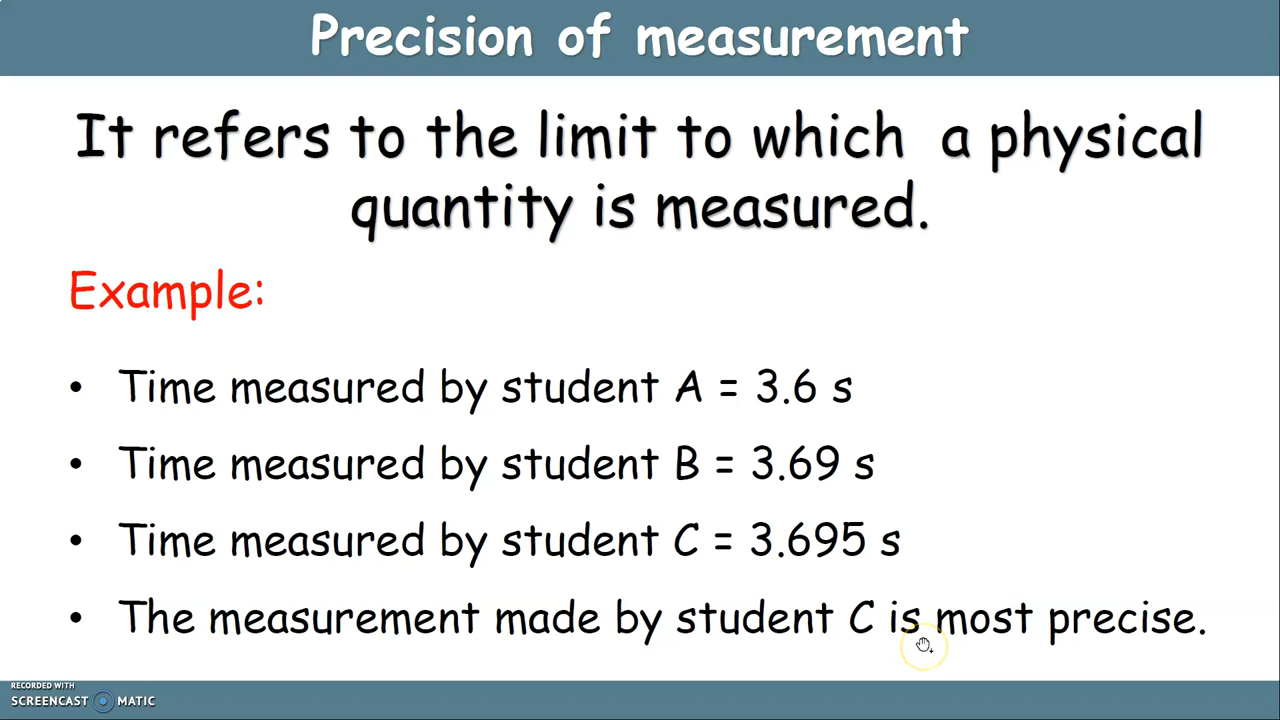 Precision of measurement
It refers to the limit to which a physical
quantity is measured.
Example:
• Time measured by student A = 3.6 s
• Time measured by student B = 3.69 s
• Time measured by student C = 3.695 s
• The measurement made by student C is most precise.
RECORDED WITH
SCREENCAST MATIC